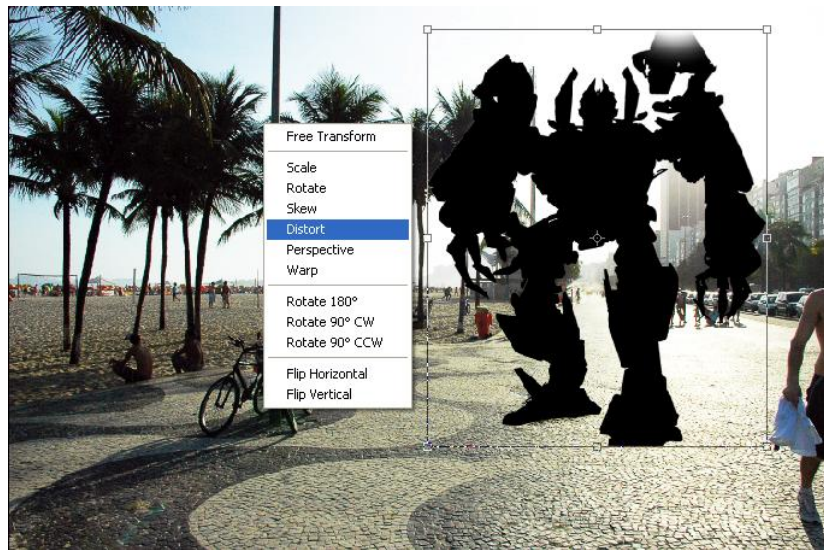 Free Transform
Scale
Rotate
Skew
Distort
Perspective
Warp
Rotate 180°
Rotate 90° CW
Rotate 90° CCW
Flip Horizontal
Flip Vertical